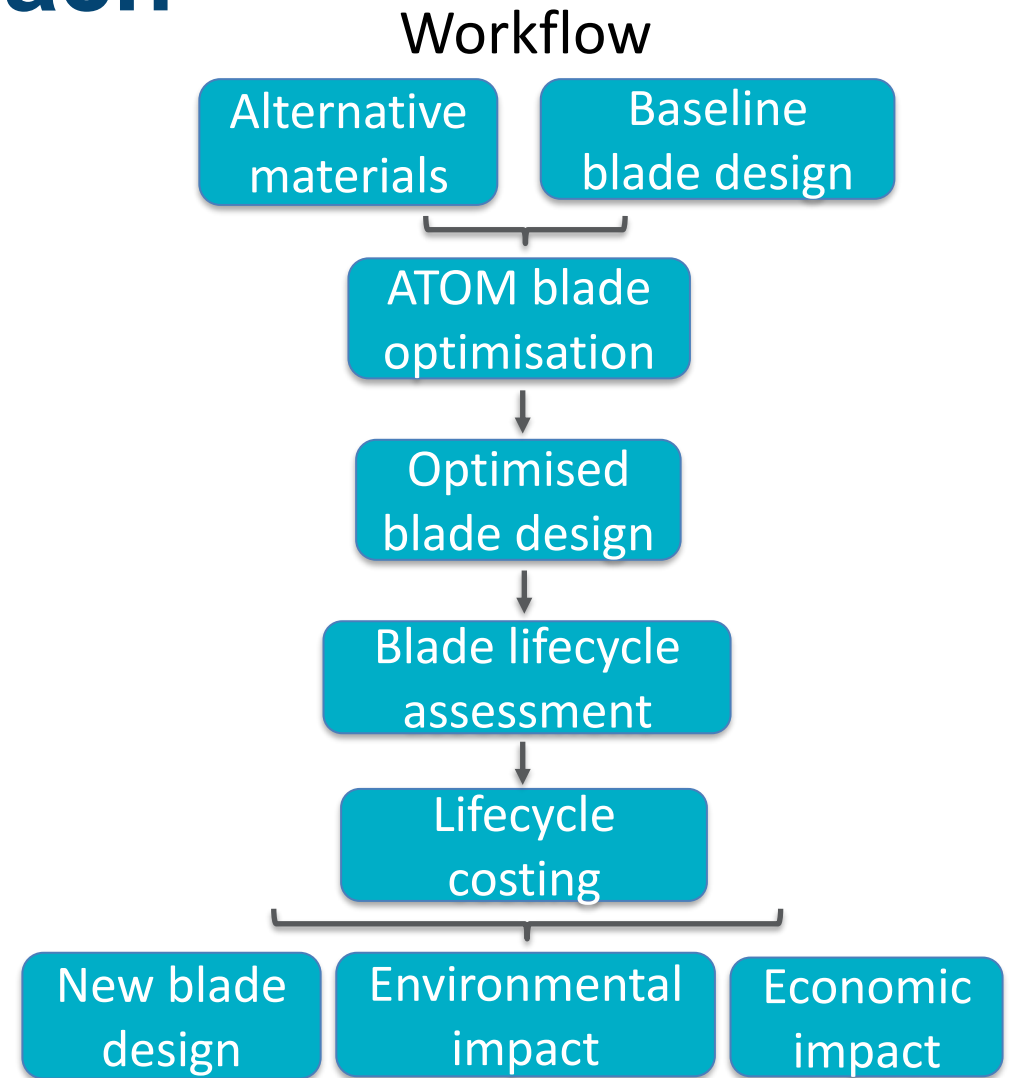 Workflow
Alternative
materials
Baseline
blade design
ATOM blade
optimisation
Optimised
blade design
Blade lifecycle
assessment
Lifecycle
costing
New blade
design
Environmental
impact
Economic
impact